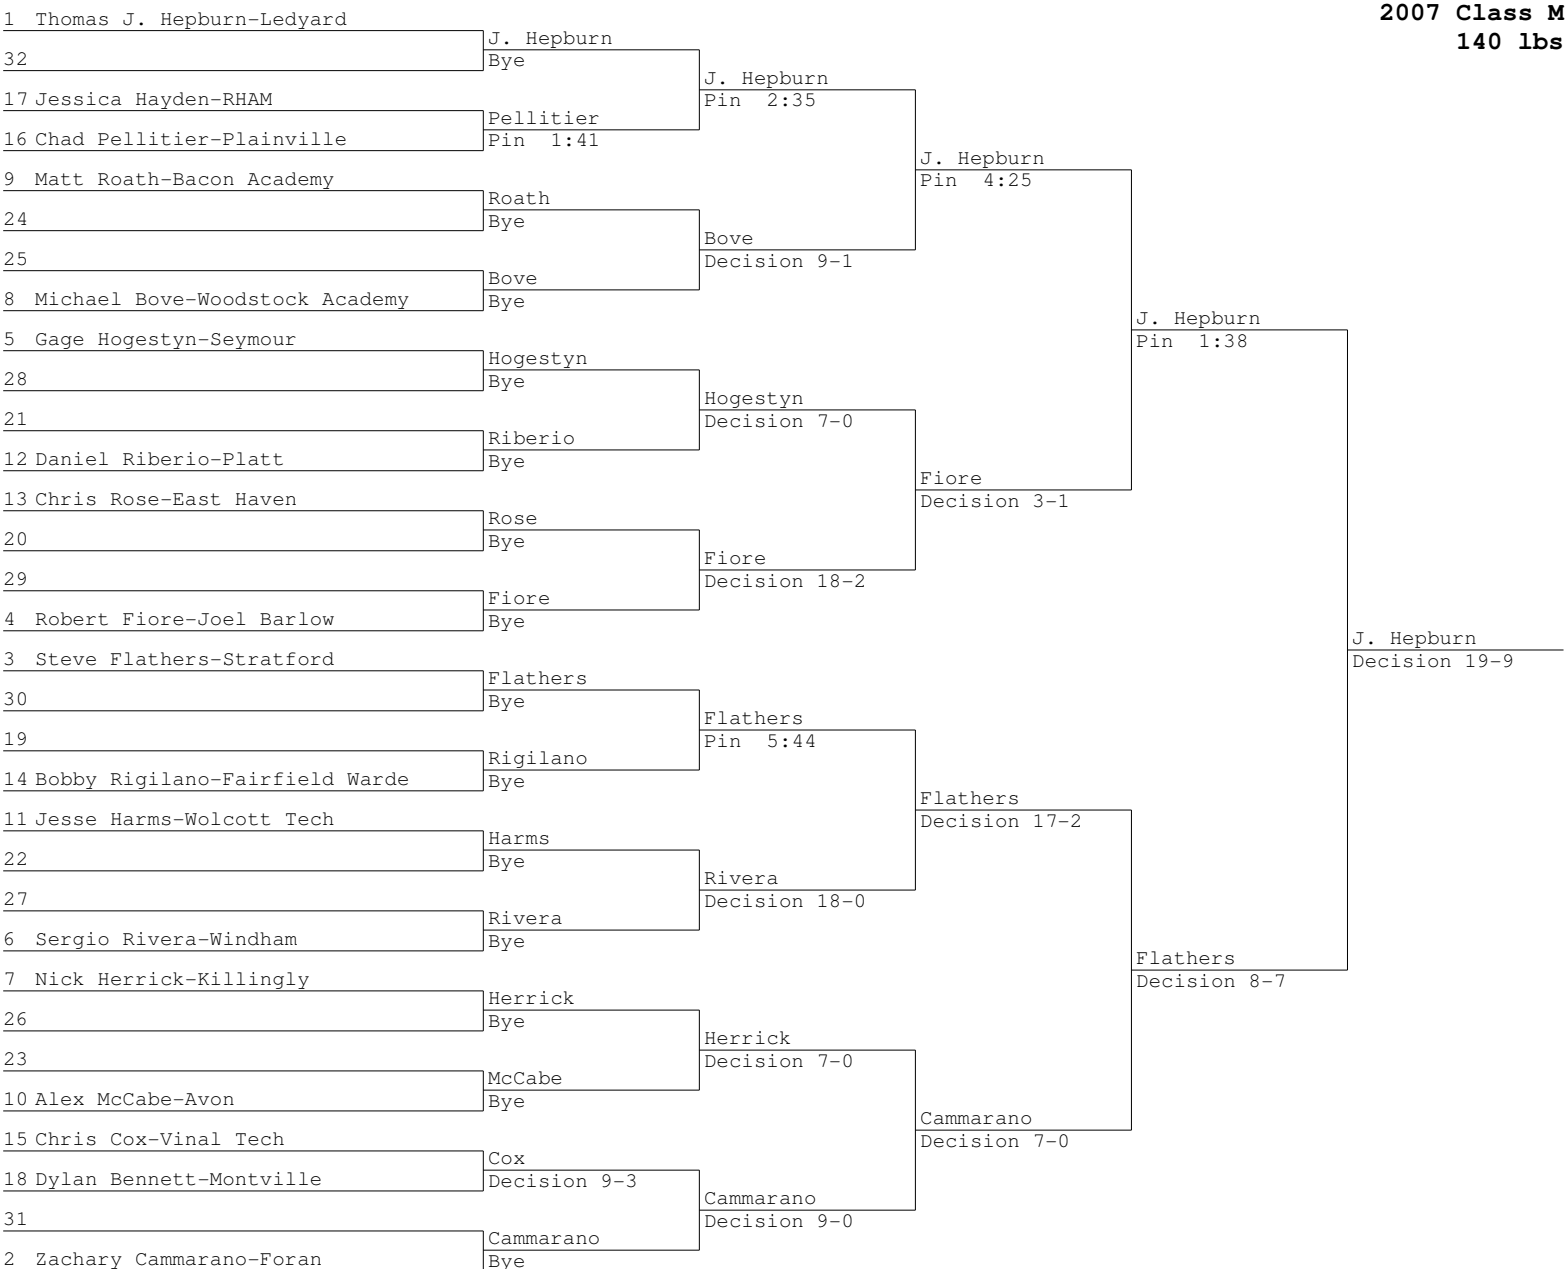 2007 Class M
140 lbs
1 Thomas J. Hepburn-Ledyard
32
17 Jessica Hayden-RHAM
16 Chad Pellitier-Plainville
9 Matt Roath-Bacon Academy
24
25
8 Michael Bove-Woodstock Academy
5 Gage Hogestyn-Seymour
28
21
12 Daniel Riberio-Platt
13 Chris Rose-East Haven
20
29
4 Robert Fiore-Joel Barlow
3 Steve Flathers-Stratford
30
19
14 Bobby Rigilano-Fairfield Warde
11 Jesse Harms-Wolcott Tech
22
27
6 Sergio Rivera-Windham
7 Nick Herrick-Killingly
26
23
10 Alex McCabe-Avon
15 Chris Cox-Vinal Tech
18 Dylan Bennett-Montville
31
2 Zachary Cammarano-Foran
J. Hepburn
Bye
Pellitier
Pin 1:41
Roath
Bye
Bove
Bye
Hogestyn
Bye
Riberio
Bye
Rose
Bye
Fiore
Bye
Flathers
Bye
Rigilano
Bye
Harms
Bye
Rivera
Bye
Herrick
Bye
McCabe
Bye
Cox
Decision 9-3
Cammarano
Bye
J. Hepburn
Pin 2:35
Bove
Decision 9-1
Hogestyn
Decision 7-0
Fiore
Decision 18-2
Flathers
Pin 5:44
Rivera
Decision 18-0
Herrick
Decision 7-0
Cammarano
Decision 9-0
J. Hepburn
Pin 4:25
Fiore
Decision 3-1
Flathers
Decision 17-2
Cammarano
Decision 7-0
J. Hepburn
Pin 1:38
Flathers
Decision 8-7
J. Hepburn
Decision 19-9